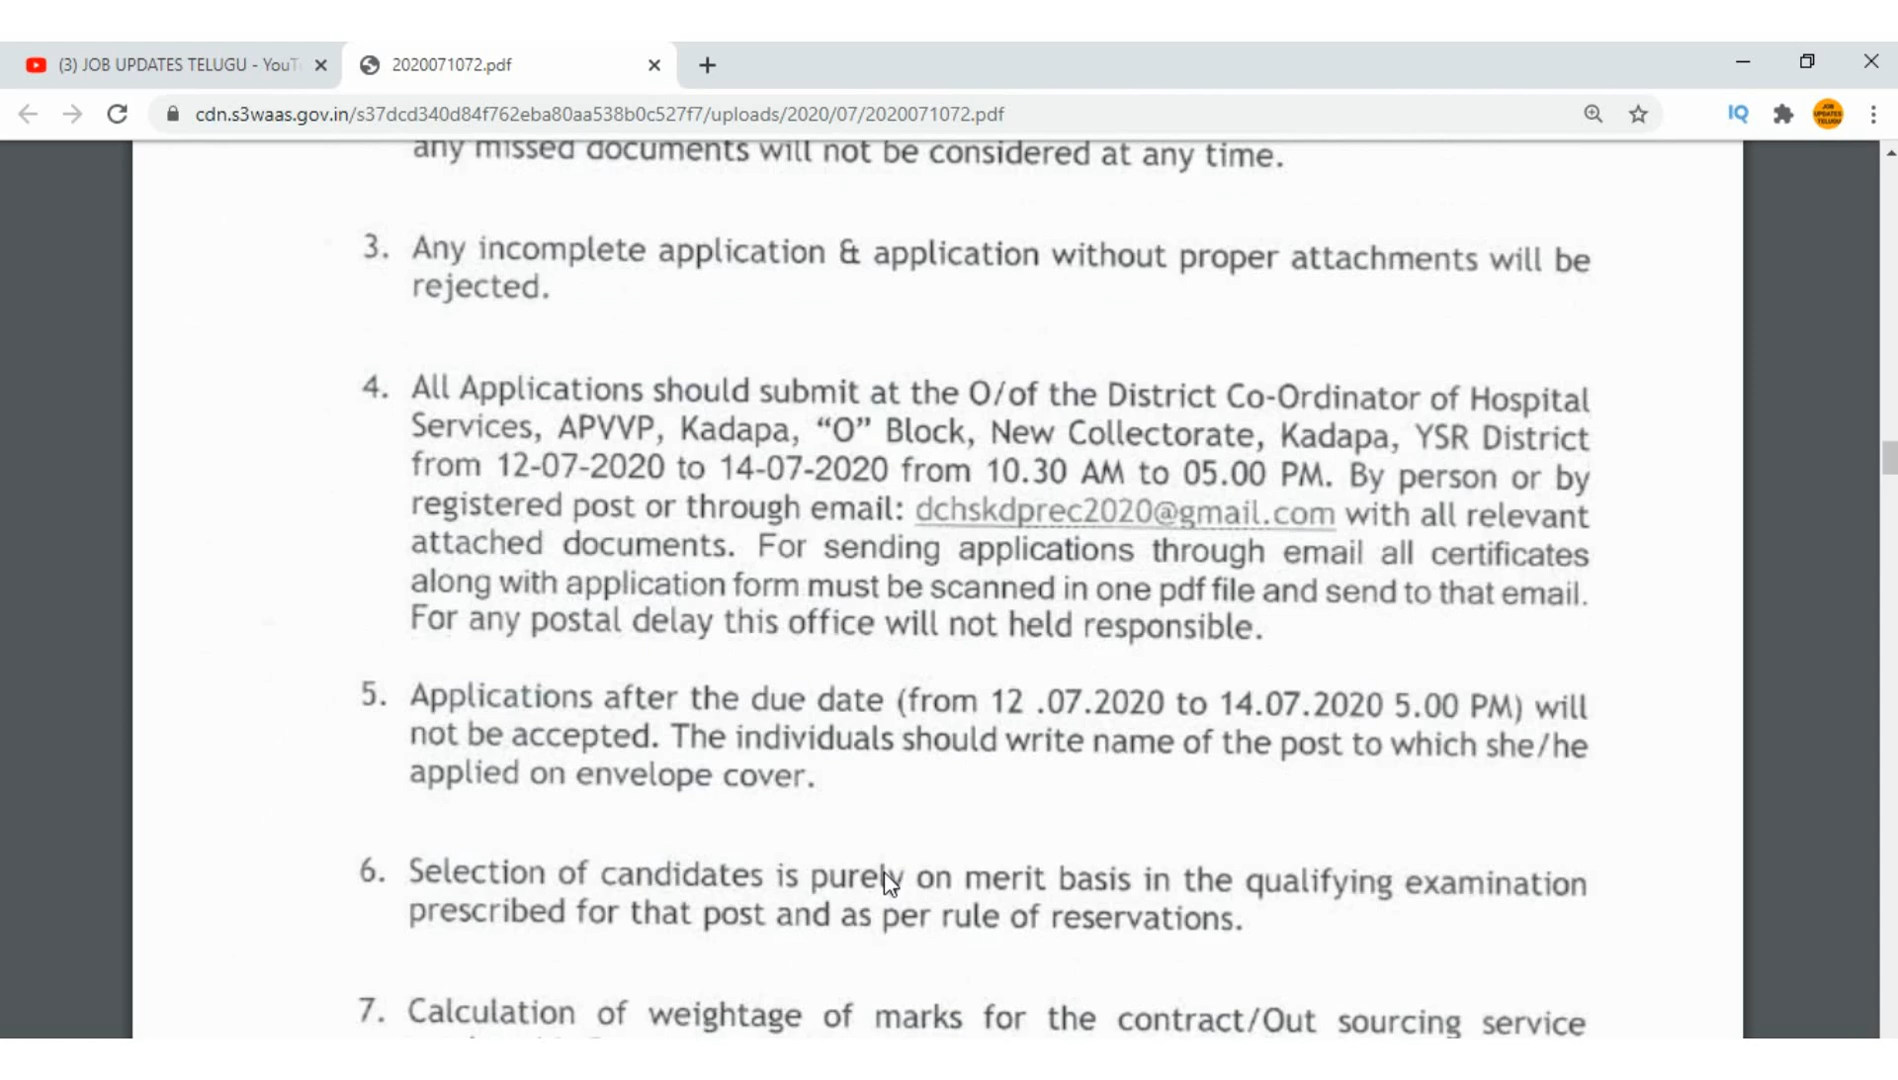 (3) JOB UPDATES TELUGU - YouT
2020071072.pdf
cdn.s3waas.gov.in/s37dcd340d84f762eba80aa538b0c527f7/uploads/2020/07/2020071072.pdf
IQ
JOB
UPDATES
TELUGU
any missed documents will not be considered at any time.
3. Any incomplete application & application without proper attachments will be
rejected.
4. All Applications should submit at the O/of the District Co-Ordinator of Hospital
Services, APVVP, Kadapa, “O” Block, New Collectorate, Kadapa, YSR District
from 12-07-2020 to 14-07-2020 from 10.30 AM to 05.00 PM. By person or by
registered post or through email: dchskdprec2020@gmail.com with all relevant
attached documents. For sending applications through email all certificates
along with application form must be scanned in one pdf file and send to that email.
For any postal delay this office will not held responsible.
5. Applications after the due date (from 12 .07.2020 to 14.07.2020 5.00 PM) will
not be accepted. The individuals should write name of the post to which she/he
applied on envelope cover.
6. Selection of candidates is purely on merit basis in the qualifying examination
prescribed for that post and as per rule of reservations.
7. Calculation of weightage of marks for the contract/Out sourcing service